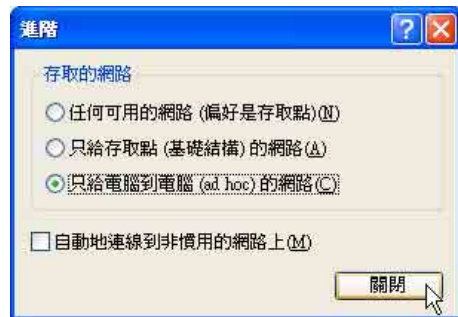 進階
存取的網路
任何可用的網路 (偏好是存取點)(N)
只給存取點 (基礎結構) 的網路(A)
只給電腦到電腦 (ad hoc) 的網路(C)
自動地連線到非慣用的網路上(M)
關閉